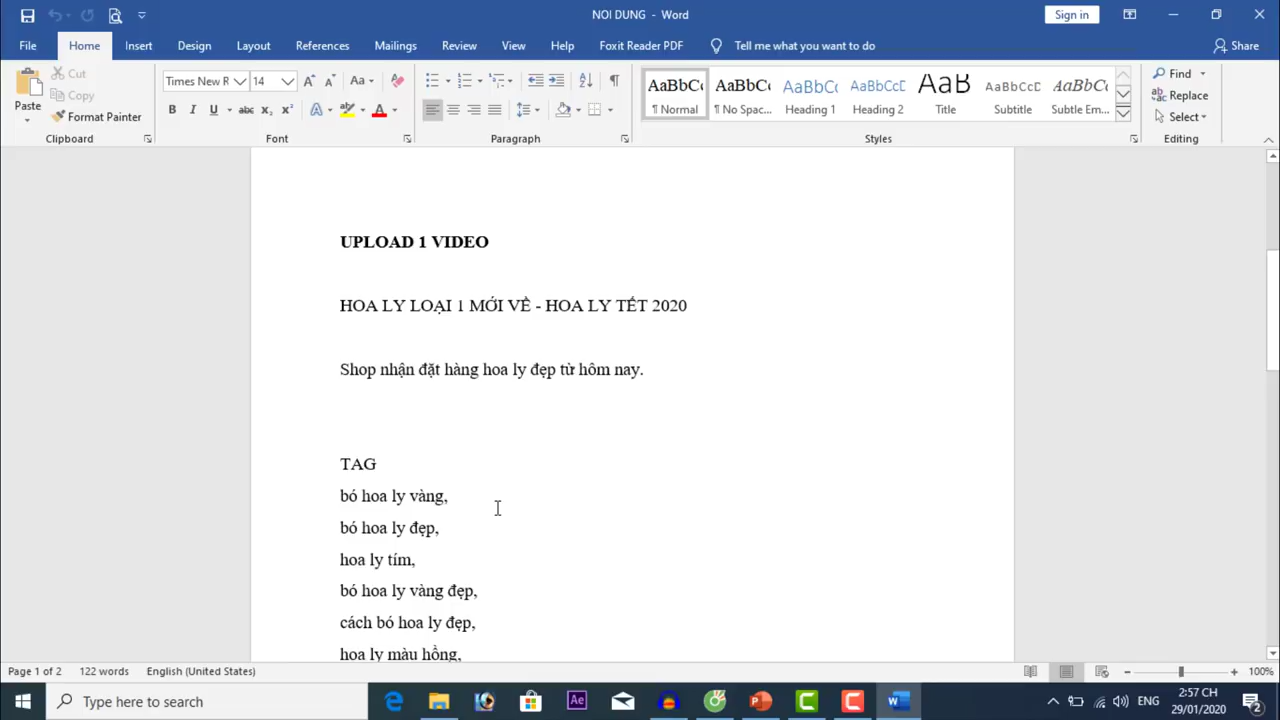 NOI DUNG - Word
Sign in
File Home Insert Design Layout References Mailings Review View Help Foxit Reader PDF Tell me what you want to do Share
Paste
Cut
Copy
Format Painter
Clipboard
Times New R 14
Font
Paragraph
AaBbCc AaBbCc AaBbCc AaBbCcD AaB AaBbCcD AaBbCc
¶ Normal ¶ No Spac... Heading 1 Heading 2 Title Subtitle Subtle Em...
Styles
Find
Replace
Select
Editing
UPLOAD 1 VIDEO
HOA LY LOẠI 1 MỚI VỀ - HOA LY TẾT 2020
Shop nhận đặt hàng hoa ly đẹp từ hôm nay.
TAG
bó hoa ly vàng,
bó hoa ly đẹp,
hoa ly tím,
bó hoa ly vàng đẹp,
cách bó hoa ly đẹp,
hoa ly màu hồng,
Page 1 of 2 122 words English (United States) 100%
Type here to search
ENG
2:57 CH
29/01/2020
2